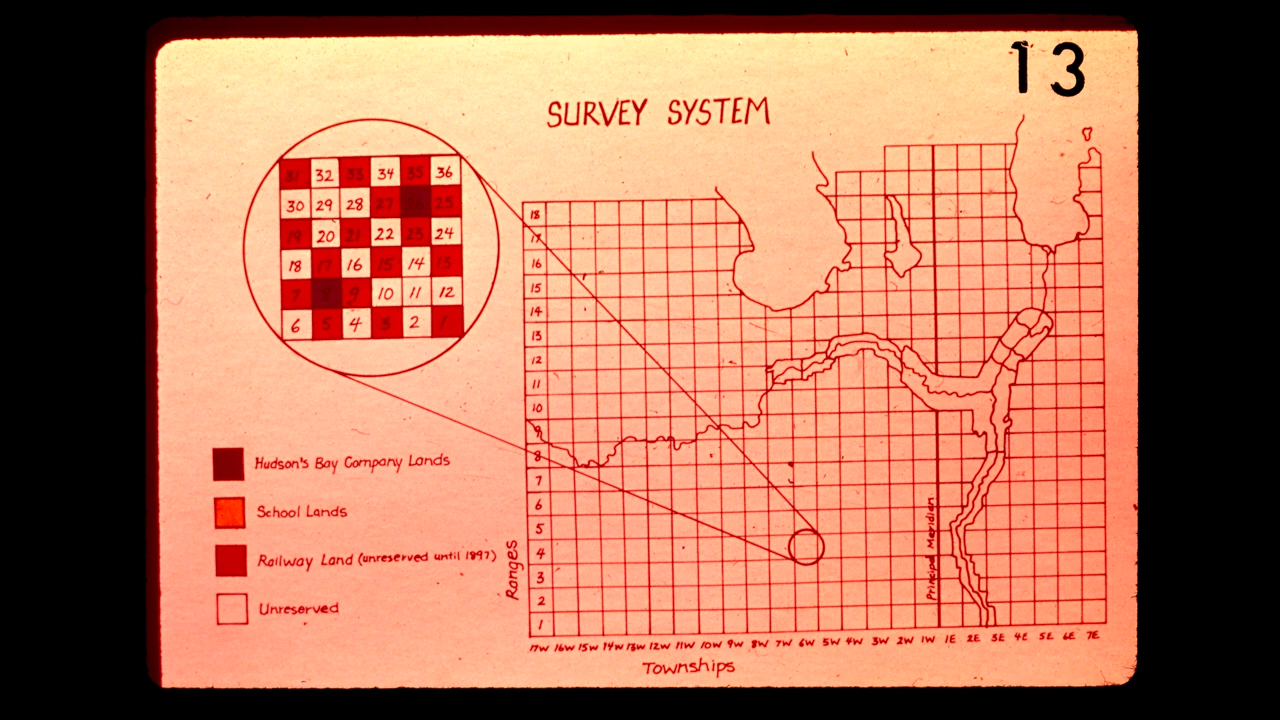 13
SURVEY SYSTEM
31 32 33 34 35 36
30 29 28 27 26 25
19 20 21 22 23 24
18 17 16 15 14 13
7 8 9 10 11 12
6 5 4 3 2 1
18
17
16
15
14
13
12
11
10
9
8
7
6
5
4
3
2
1
Hudson's Bay Company Lands
School Lands
Railway Land (unreserved until 1897)
Unreserved
Ranges
Principal Meridian
17W 16W 15W 14W 13W 12W 11W 10W 9W 8W 7W 6W 5W 4W 3W 2W 1W 1E 2E 3E 4E 5E 6E 7E
Townships